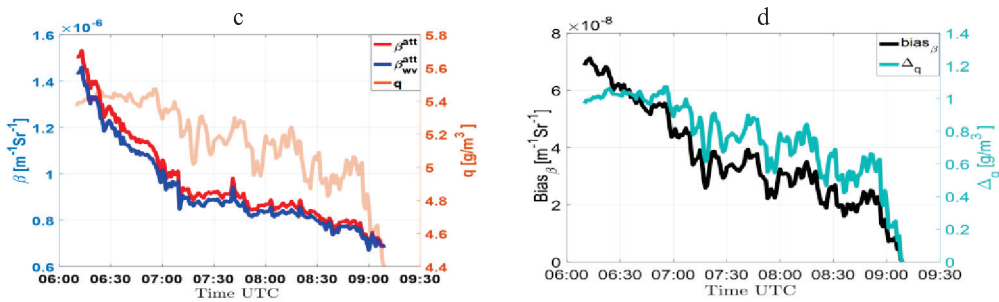 c
×10⁻⁶
1.6
1.4
1.2
1
0.8
0.6
β [m⁻¹Sr⁻¹]
βᵃᵗᵗ
βᵃᵗᵗ_wv
q
5.8
5.6
5.4
5.2
5
4.8
4.6
4.4
q [g/m³]
06:00 06:30 07:00 07:30 08:00 08:30 09:00 09:30
Time UTC
d
×10⁻⁸
8
6
4
2
0
Bias_β [m⁻¹Sr⁻¹]
bias_β
Δ_q
1.4
1.2
1
0.8
0.6
0.4
0.2
0
Δ_q [g/m³]
06:00 06:30 07:00 07:30 08:00 08:30 09:00 09:30
Time UTC